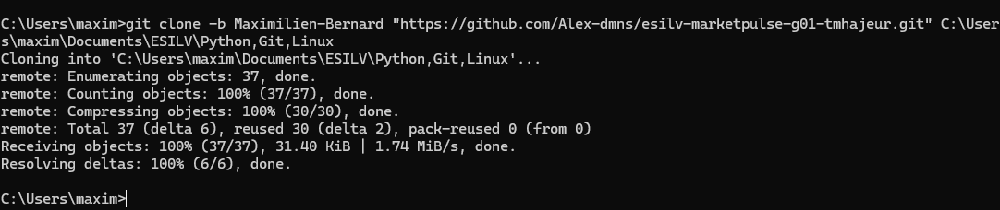 C:\Users\maxim>git clone -b Maximilien-Bernard "https://github.com/Alex-dmns/esilv-marketpulse-g01-tmhajeur.git" C:\User
s\maxim\Documents\ESILV\Python,Git,Linux
Cloning into 'C:\Users\maxim\Documents\ESILV\Python,Git,Linux'...
remote: Enumerating objects: 37, done.
remote: Counting objects: 100% (37/37), done.
remote: Compressing objects: 100% (30/30), done.
remote: Total 37 (delta 6), reused 30 (delta 2), pack-reused 0 (from 0)
Receiving objects: 100% (37/37), 31.40 KiB | 1.74 MiB/s, done.
Resolving deltas: 100% (6/6), done.
C:\Users\maxim>